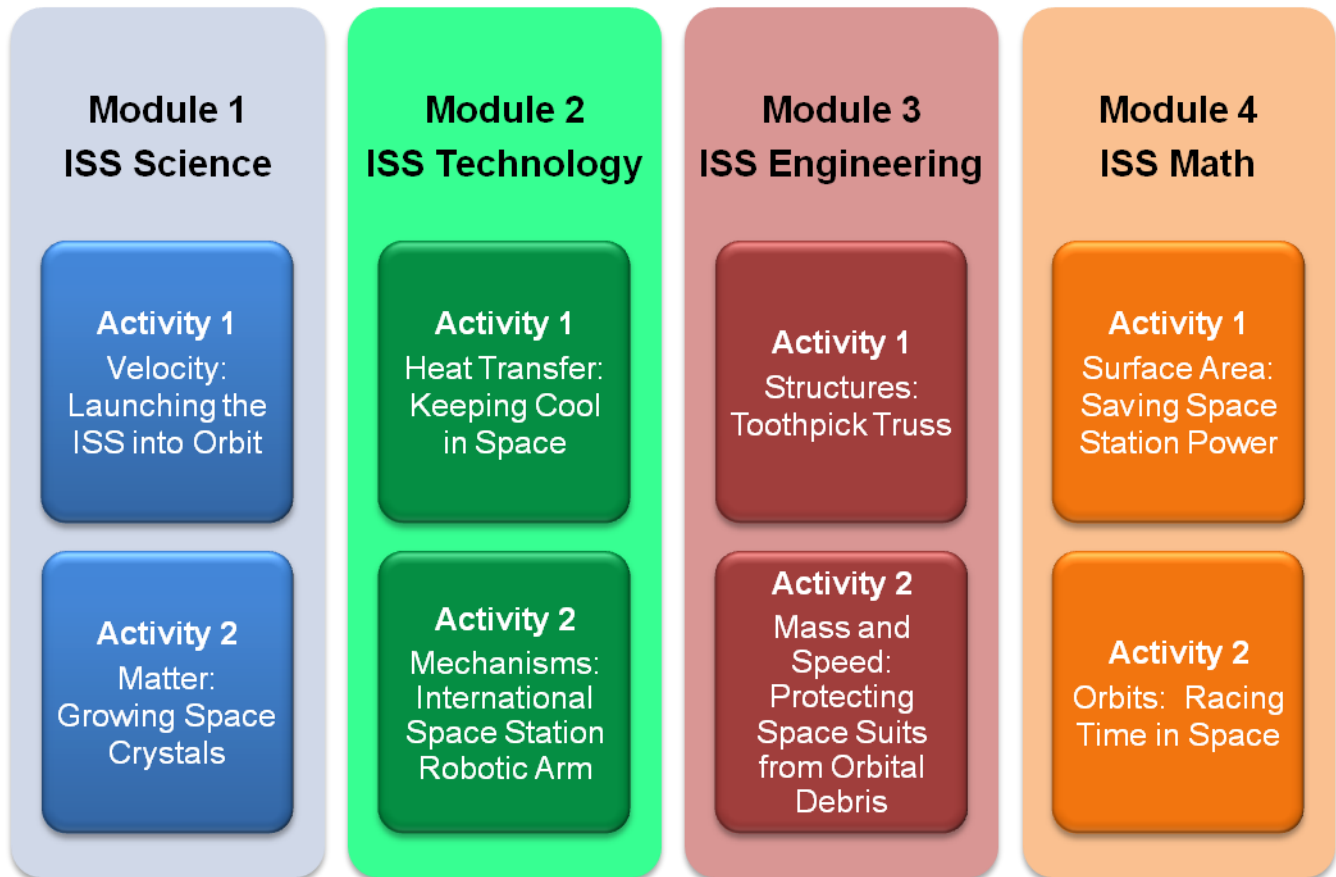 Module 1
ISS Science
Activity 1
Velocity:
Launching the
ISS into Orbit
Activity 2
Matter:
Growing Space
Crystals
Module 2
ISS Technology
Activity 1
Heat Transfer:
Keeping Cool
in Space
Activity 2
Mechanisms:
International
Space Station
Robotic Arm
Module 3
ISS Engineering
Activity 1
Structures:
Toothpick Truss
Activity 2
Mass and
Speed:
Protecting
Space Suits
from Orbital
Debris
Module 4
ISS Math
Activity 1
Surface Area:
Saving Space
Station Power
Activity 2
Orbits:  Racing
Time in Space